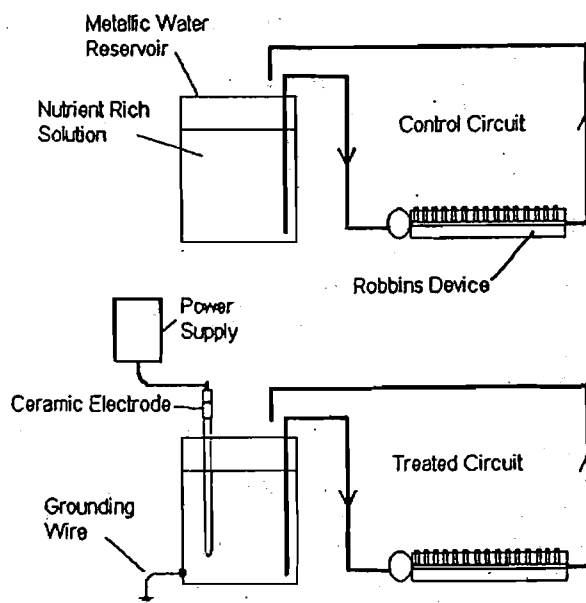 Metallic Water
Reservoir
Nutrient Rich
Solution
Control Circuit
Robbins Device
Power
Supply
Ceramic Electrode
Treated Circuit
Grounding
Wire